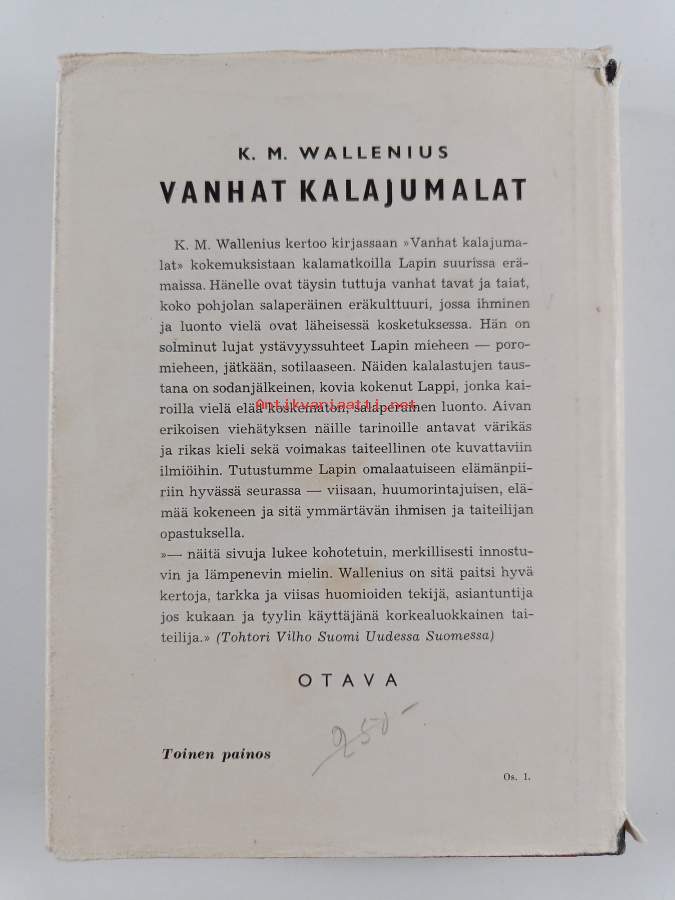 K. M. WALLENIUS
VANHAT KALAJUMALAT
K. M. Wallenius kertoo kirjassaan »Vanhat kalajuma-
lat» kokemuksistaan kalamatkoilla Lapin suurissa erä-
maissa. Hänelle ovat täysin tuttuja vanhat tavat ja taiat,
koko pohjolan salaperäinen eräkulttuuri, jossa ihminen
ja luonto vielä ovat läheisessä kosketuksessa. Hän on
solminut lujat ystävyyssuhteet Lapin mieheen — poro-
mieheen, jätkään, sotilaaseen. Näiden kalalastujen taus-
tana on sodanjälkeinen, kovia kokenut Lappi, jonka kai-
roilla vielä elää koskematon, salaperäinen luonto. Aivan
Antikvariaatti.net
erikoisen viehätyksen näille tarinoille antavat värikäs
ja rikas kieli sekä voimakas taiteellinen ote kuvattaviin
ilmiöihin. Tutustumme Lapin omalaatuiseen elämänpii-
riin hyvässä seurassa — viisaan, huumorintajuisen, elä-
mää kokeneen ja sitä ymmärtävän ihmisen ja taiteilijan
opastuksella.
»— näitä sivuja lukee kohotetuin, merkillisesti innostu-
vin ja lämpenevin mielin. Wallenius on sitä paitsi hyvä
kertoja, tarkka ja viisas huomioiden tekijä, asiantuntija
jos kukaan ja tyylin käyttäjänä korkealuokkainen tai-
teilija.» (Tohtori Vilho Suomi Uudessa Suomessa)
OTAVA
250-
Toinen painos
Os. 1.